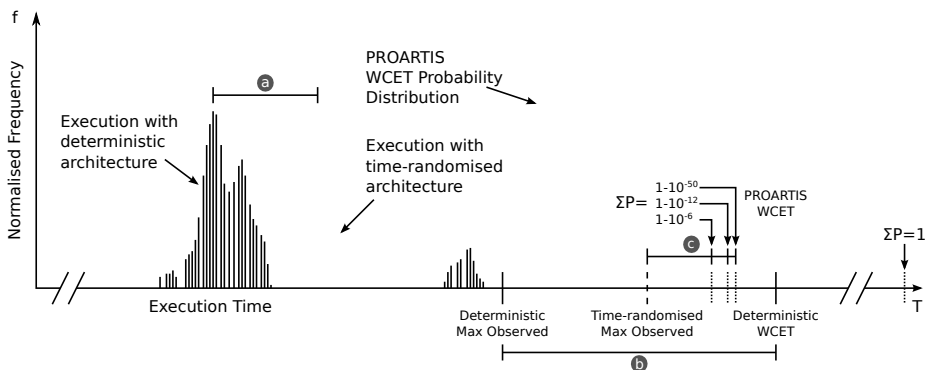 f
Normalised Frequency
a
PROARTIS
WCET Probability
Distribution
Execution with
deterministic
architecture
Execution with
time-randomised
architecture
ΣP=
1-10-50
1-10-12
1-10-6
PROARTIS
WCET
c
ΣP=1
T
Execution Time
Deterministic
Max Observed
Time-randomised
Max Observed
Deterministic
WCET
b